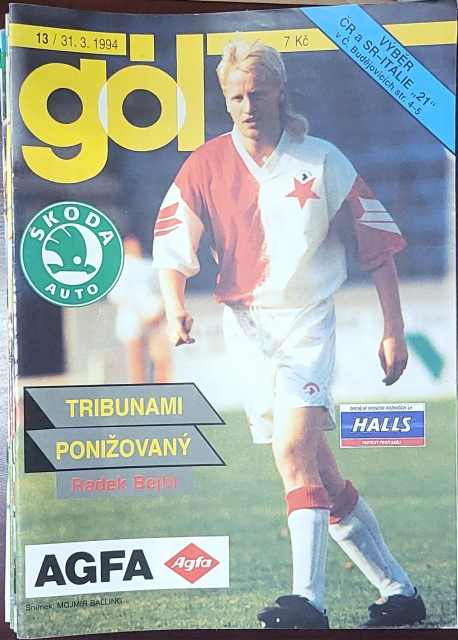 13 / 31. 3. 1994
7 Kč
gól
VÝBĚR
ČR a SR–ITÁLIE „21“
v Č. Budějovicích, str. 4–5
ŠKODA
AUTO
TRIBUNAMI
PONIŽOVANÝ
Radek Bejbl
HALLS
AGFA
Agfa
Snímek: MOJMÍR BALLING